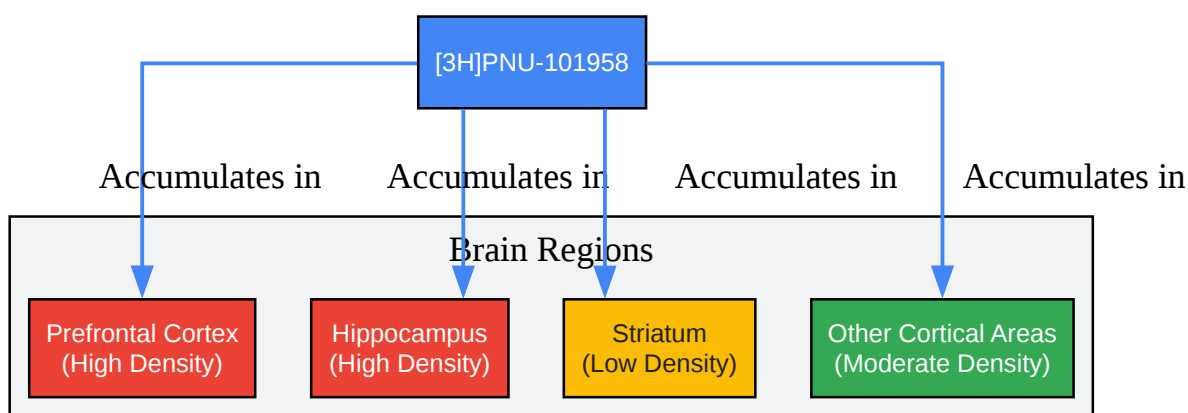 [3H]PNU-101958
Accumulates in
Accumulates in
Accumulates in
Accumulates in
Brain Regions
Prefrontal Cortex
(High Density)
Hippocampus
(High Density)
Striatum
(Low Density)
Other Cortical Areas
(Moderate Density)